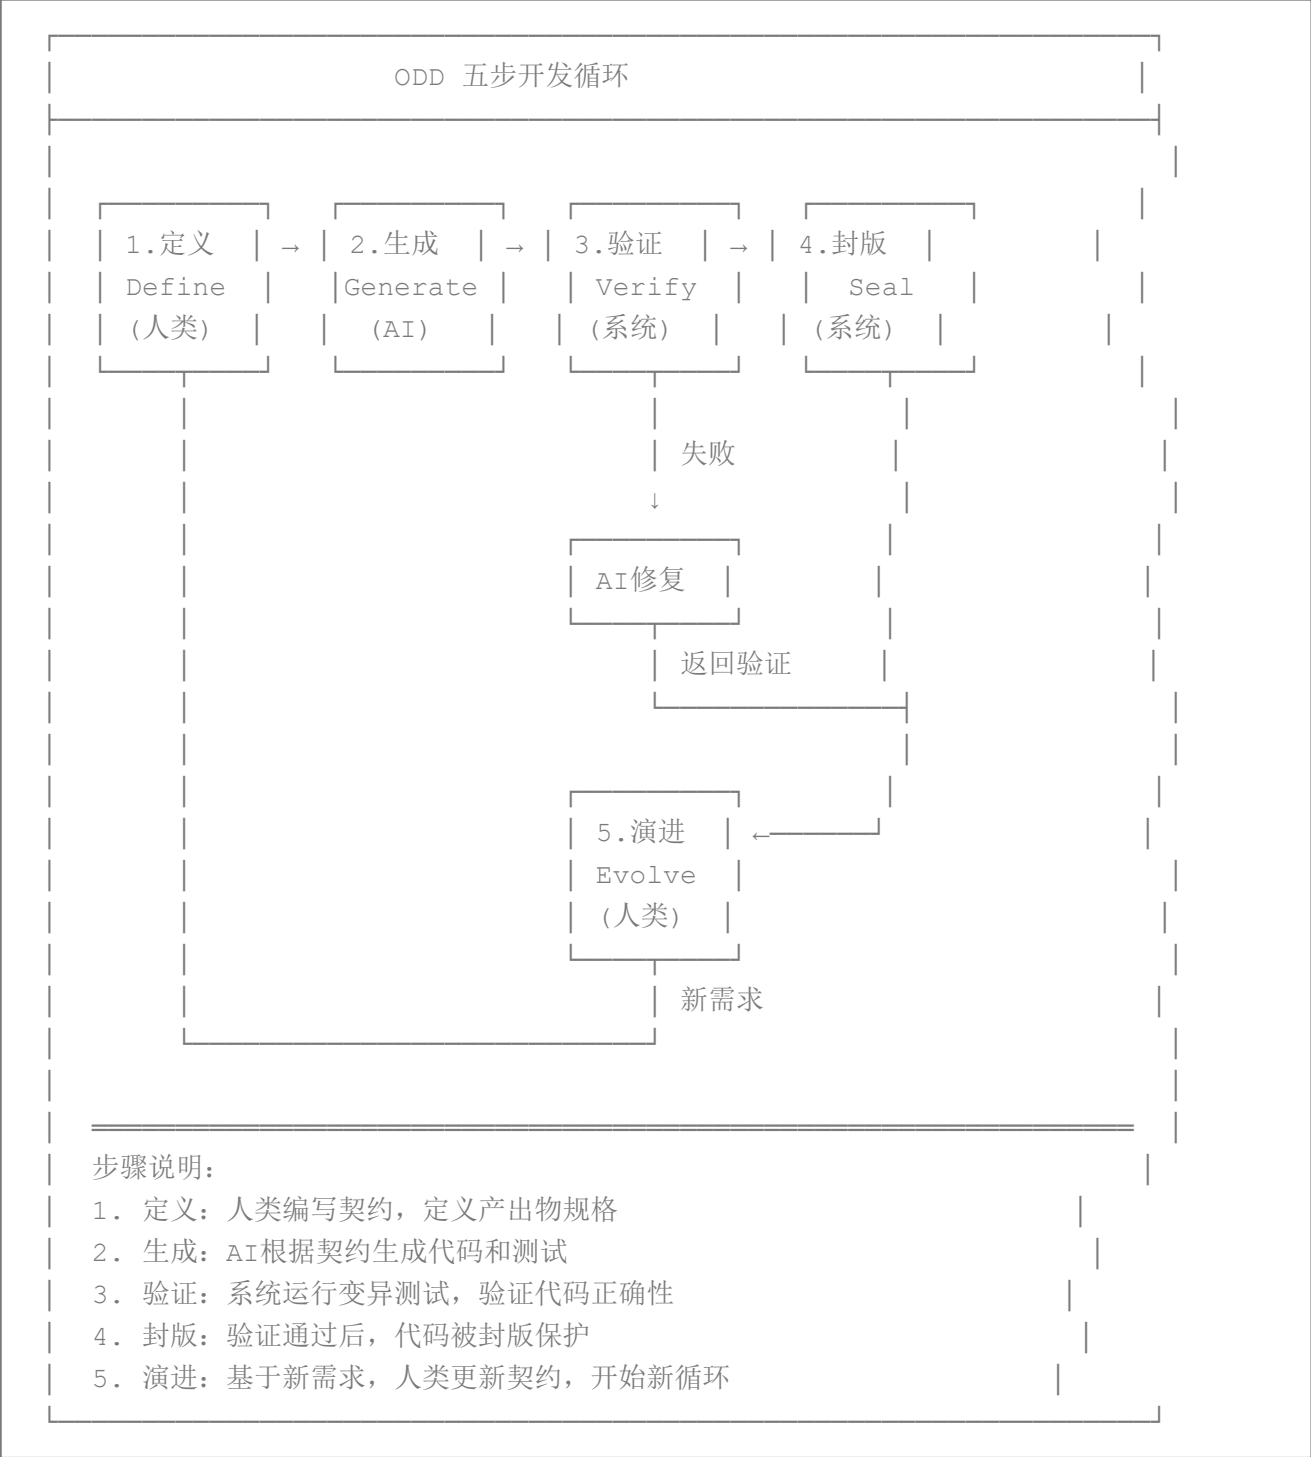 ODD 五步开发循环
1.定义 → 2.生成 → 3.验证 → 4.封版
Define Generate Verify Seal
(人类) (AI) (系统) (系统)
失败
↓
AI修复
返回验证
5.演进 ←
Evolve
(人类)
新需求
步骤说明：
1. 定义：人类编写契约，定义产出物规格
2. 生成：AI根据契约生成代码和测试
3. 验证：系统运行变异测试，验证代码正确性
4. 封版：验证通过后，代码被封版保护
5. 演进：基于新需求，人类更新契约，开始新循环